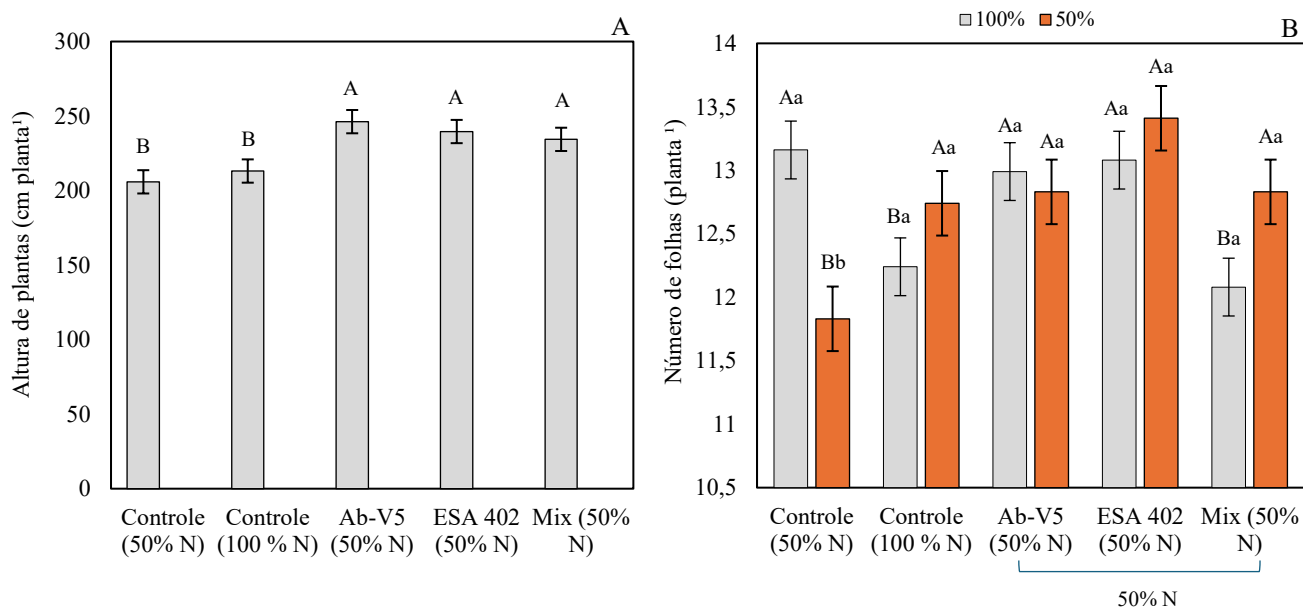 A
Altura de plantas (cm planta¹)
300
250
200
150
100
50
0
B
B
A
A
A
Controle
(50% N)
Controle
(100 % N)
Ab-V5
(50% N)
ESA 402
(50% N)
Mix (50%
N)
100%
50%
B
Número de folhas (planta ¹)
14
13,5
13
12,5
12
11,5
11
10,5
Aa
Bb
Ba
Aa
Aa
Aa
Aa
Aa
Ba
Aa
Controle
(50% N)
Controle
(100 % N)
Ab-V5
(50% N)
ESA 402
(50% N)
Mix (50%
N)
50% N